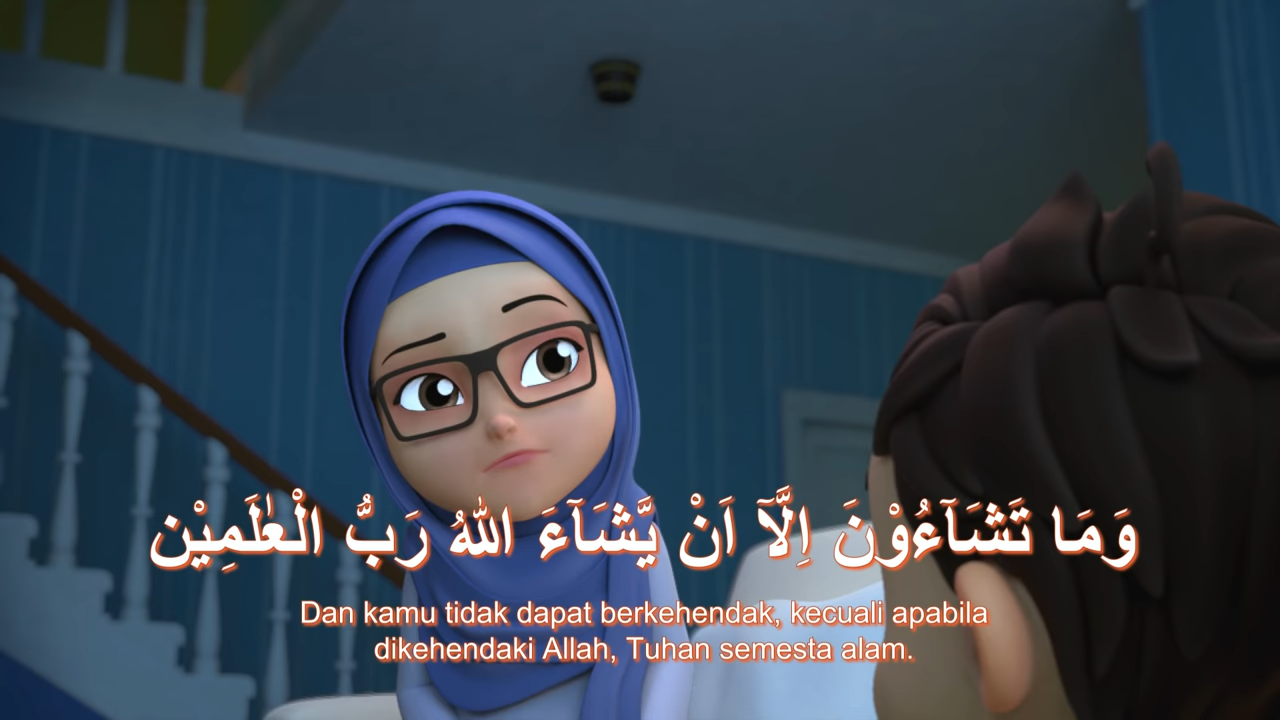 وَمَا تَشَآءُوْنَ اِلَّآ اَنْ يَّشَآءَ اللّٰهُ رَبُّ الْعٰلَمِيْن
Dan kamu tidak dapat berkehendak, kecuali apabila
dikehendaki Allah, Tuhan semesta alam.